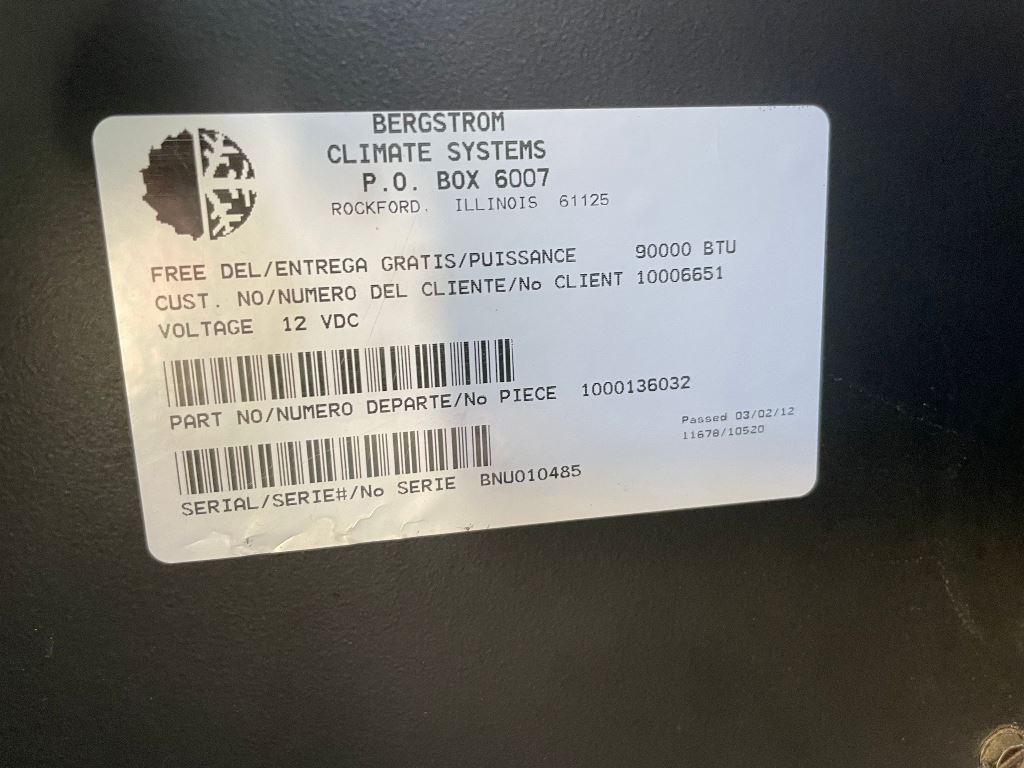 BERGSTROM
CLIMATE SYSTEMS
P.O. BOX 6007
ROCKFORD, ILLINOIS 61125
FREE DEL/ENTREGA GRATIS/PUISSANCE 90000 BTU
CUST. NO/NUMERO DEL CLIENTE/No CLIENT 10006651
VOLTAGE 12 VDC
PART NO/NUMERO DEPARTE/No PIECE 1000136032
Passed 03/02/12
11678/10520
SERIAL/SERIE#/No SERIE BNU010485